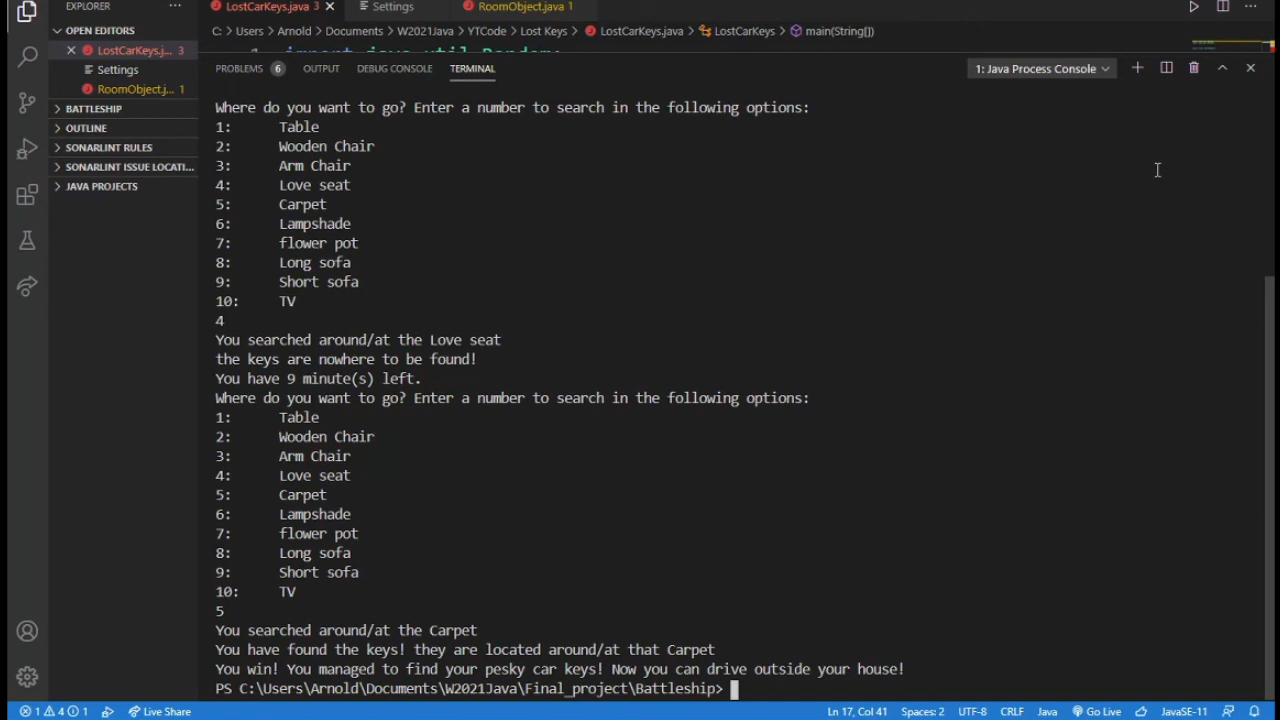 EXPLORER ···
LostCarKeys.java 3
Settings
RoomObject.java 1
OPEN EDITORS
C: > Users > Arnold > Documents > W2021Java > YTCode > Lost Keys > LostCarKeys.java > LostCarKeys > main(String[])
LostCarKeys.j... 3
1 import java.util.Random;
Settings
PROBLEMS 6 OUTPUT DEBUG CONSOLE TERMINAL
1: Java Process Console
RoomObject.j... 1
BATTLESHIP
OUTLINE
SONARLINT RULES
SONARLINT ISSUE LOCATI...
JAVA PROJECTS
Where do you want to go? Enter a number to search in the following options:
1: Table
2: Wooden Chair
3: Arm Chair
4: Love seat
5: Carpet
6: Lampshade
7: flower pot
8: Long sofa
9: Short sofa
10: TV
4
You searched around/at the Love seat
the keys are nowhere to be found!
You have 9 minute(s) left.
Where do you want to go? Enter a number to search in the following options:
1: Table
2: Wooden Chair
3: Arm Chair
4: Love seat
5: Carpet
6: Lampshade
7: flower pot
8: Long sofa
9: Short sofa
10: TV
5
You searched around/at the Carpet
You have found the keys! they are located around/at that Carpet
You win! You managed to find your pesky car keys! Now you can drive outside your house!
PS C:\Users\Arnold\Documents\W2021Java\Final_project\Battleship>
1 4 1 Live Share Ln 17, Col 41 Spaces: 2 UTF-8 CRLF Java Go Live JavaSE-11